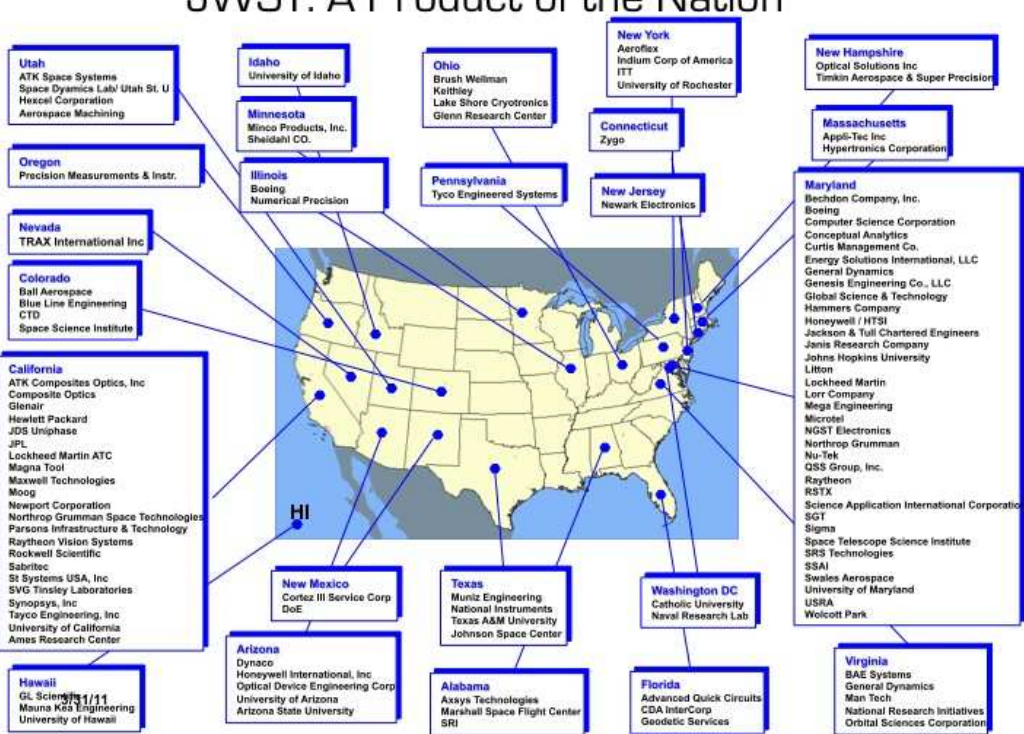 JWST: A Product of the Nation
Utah
ATK Space Systems
Space Dyamics Lab/ Utah St. U
Hexcel Corporation
Aerospace Machining
Oregon
Precision Measurements & Instr.
Nevada
TRAX International Inc
Colorado
Ball Aerospace
Blue Line Engineering
CTD
Space Science Institute
California
ATK Composites Optics, Inc
Composite Optics
Glenair
Hewlett Packard
JDS Uniphase
JPL
Lockheed Martin ATC
Magna Tool
Maxwell Technologies
Moog
Newport Corporation
Northrop Grumman Space Technologies
Parsons Infrastructure & Technology
Raytheon Vision Systems
Rockwell Scientific
Sabritec
St Systems USA, Inc
SVG Tinsley Laboratories
Synopsys, Inc
Tayco Engineering, Inc
University of California
Ames Research Center
Hawaii
GL Scientific
3/31/11
Mauna Kea Engineering
University of Hawaii
Idaho
University of Idaho
Minnesota
Minco Products, Inc.
Sheidahl CO.
Illinois
Boeing
Numerical Precision
Ohio
Brush Wellman
Keithley
Lake Shore Cryotronics
Glenn Research Center
Pennsylvania
Tyco Engineered Systems
New York
Aeroflex
Indium Corp of America
ITT
University of Rochester
Connecticut
Zygo
New Jersey
Newark Electronics
New Hampshire
Optical Solutions Inc
Timkin Aerospace & Super Precision
Massachusetts
Appli-Tec Inc
Hypertronics Corporation
Maryland
Bechdon Company, Inc.
Boeing
Computer Science Corporation
Conceptual Analytics
Curtis Management Co.
Energy Solutions International, LLC
General Dynamics
Genesis Engineering Co., LLC
Global Science & Technology
Hammers Company
Honeywell / HTSI
Jackson & Tull Chartered Engineers
Janis Research Company
Johns Hopkins University
Litton
Lockheed Martin
Lorr Company
Mega Engineering
Microtel
NGST Electronics
Northrop Grumman
Nu-Tek
QSS Group, Inc.
Raytheon
RSTX
Science Application International Corporatio
SGT
Sigma
Space Telescope Science Institute
SRS Technologies
SSAI
Swales Aerospace
University of Maryland
USRA
Wolcott Park
HI
New Mexico
Cortez III Service Corp
DoE
Arizona
Dynaco
Honeywell International, Inc
Optical Device Engineering Corp
University of Arizona
Arizona State University
Texas
Muniz Engineering
National Instruments
Texas A&M University
Johnson Space Center
Alabama
Axsys Technologies
Marshall Space Flight Center
SRI
Washington DC
Catholic University
Naval Research Lab
Florida
Advanced Quick Circuits
CDA InterCorp
Geodetic Services
Virginia
BAE Systems
General Dynamics
Man Tech
National Research Initiatives
Orbital Sciences Corporation